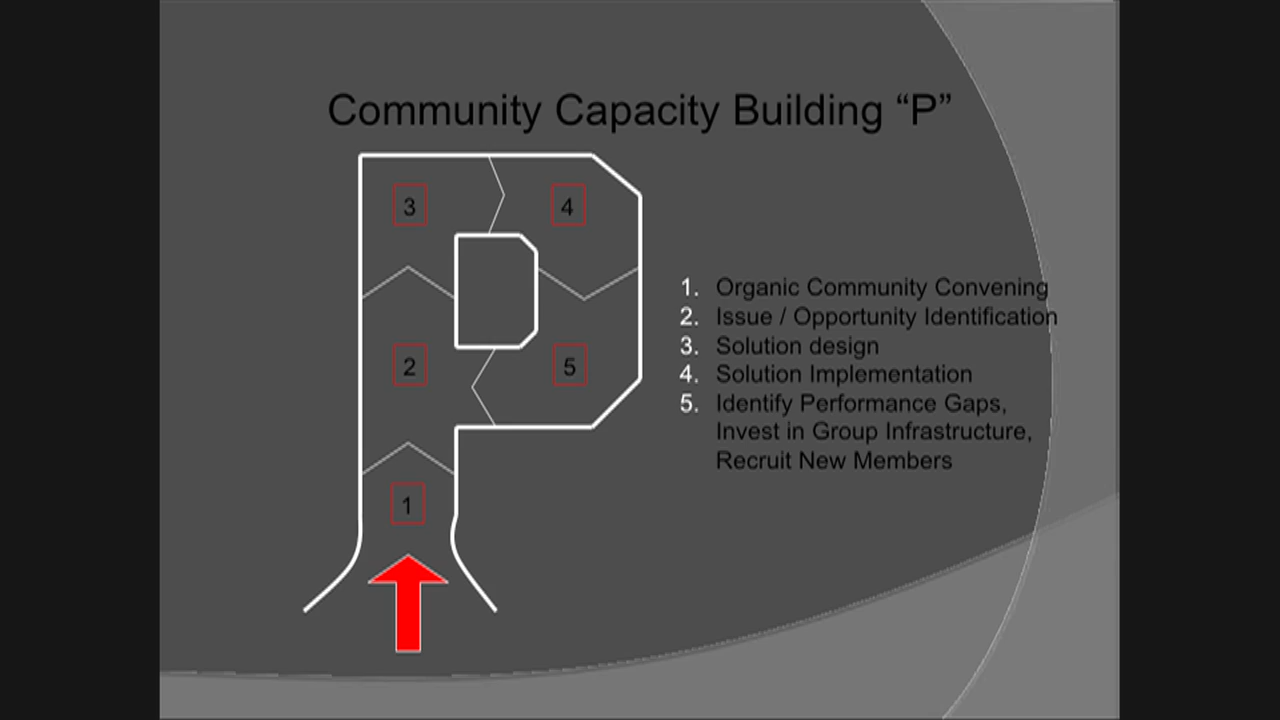 Community Capacity Building “P”
3
4
2
5
1
1. Organic Community Convening
2. Issue / Opportunity Identification
3. Solution design
4. Solution Implementation
5. Identify Performance Gaps,
Invest in Group Infrastructure,
Recruit New Members